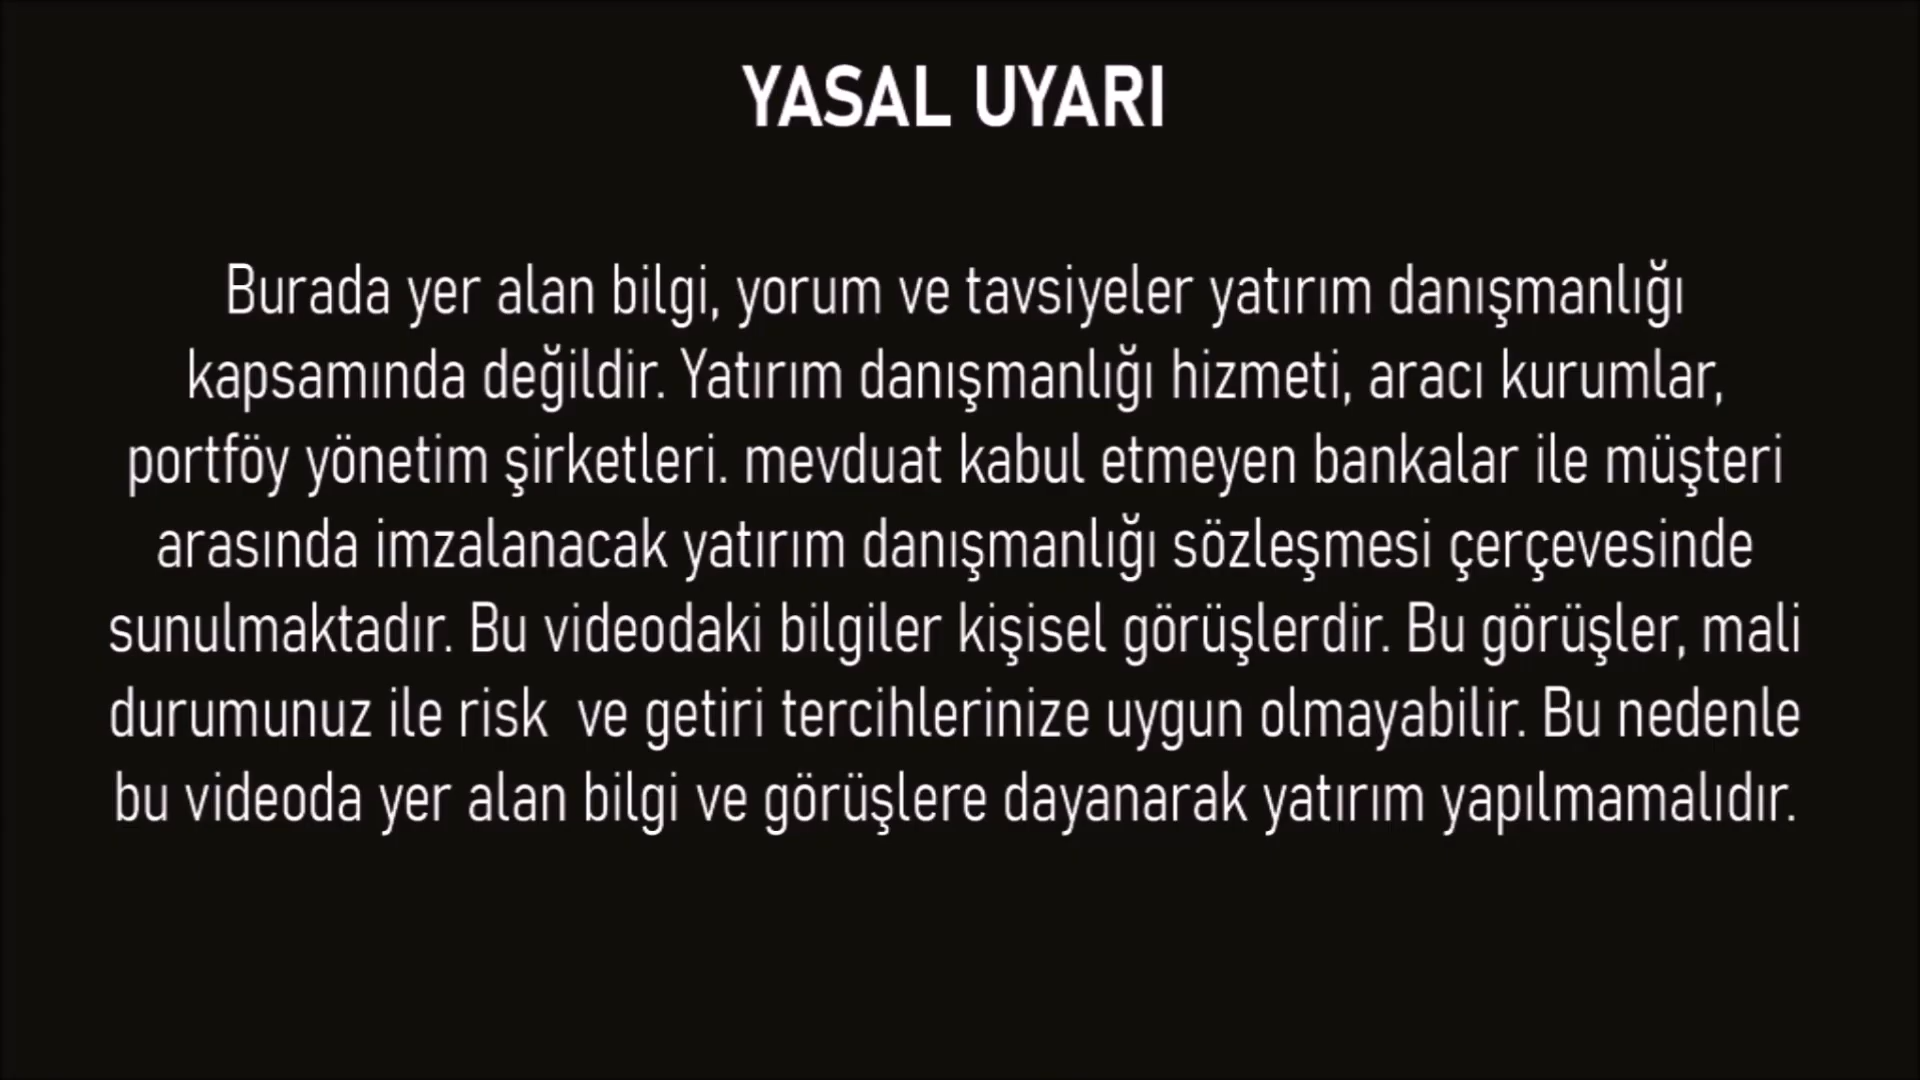 YASAL UYARI
Burada yer alan bilgi, yorum ve tavsiyeler yatırım danışmanlığı
kapsamında değildir. Yatırım danışmanlığı hizmeti, aracı kurumlar,
portföy yönetim şirketleri. mevduat kabul etmeyen bankalar ile müşteri
arasında imzalanacak yatırım danışmanlığı sözleşmesi çerçevesinde
sunulmaktadır. Bu videodaki bilgiler kişisel görüşlerdir. Bu görüşler, mali
durumunuz ile risk  ve getiri tercihlerinize uygun olmayabilir. Bu nedenle
bu videoda yer alan bilgi ve görüşlere dayanarak yatırım yapılmamalıdır.